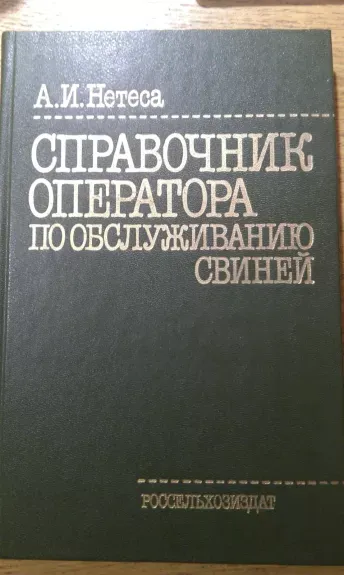 А.И.Нетеса
СПРАВОЧНИК
ОПЕРАТОРА
ПО ОБСЛУЖИВАНИЮ
СВИНЕЙ
РОССЕЛЬХОЗИЗДАТ